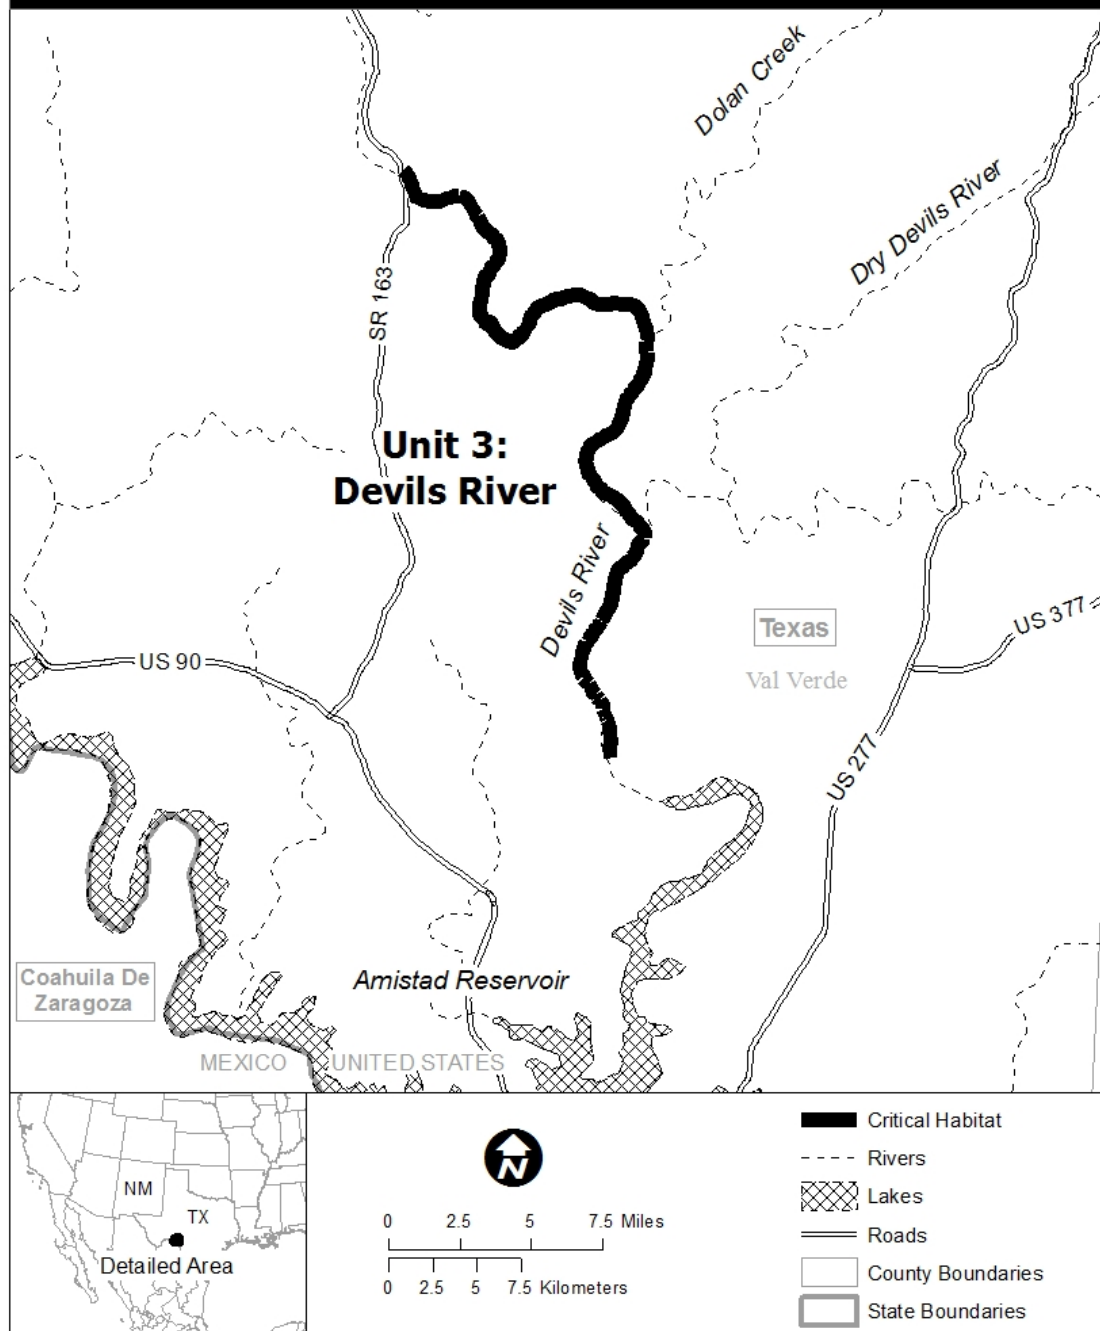 Dolan Creek
Dry Devils River
SR 163
Unit 3:
Devils River
Devils River
Texas
Val Verde
US 377
US 90
US 277
Coahuila De
Zaragoza
Amistad Reservoir
MEXICO
UNITED STATES
NM
TX
Detailed Area
N
0 2.5 5 7.5 Miles
0 2.5 5 7.5 Kilometers
Critical Habitat
Rivers
Lakes
Roads
County Boundaries
State Boundaries